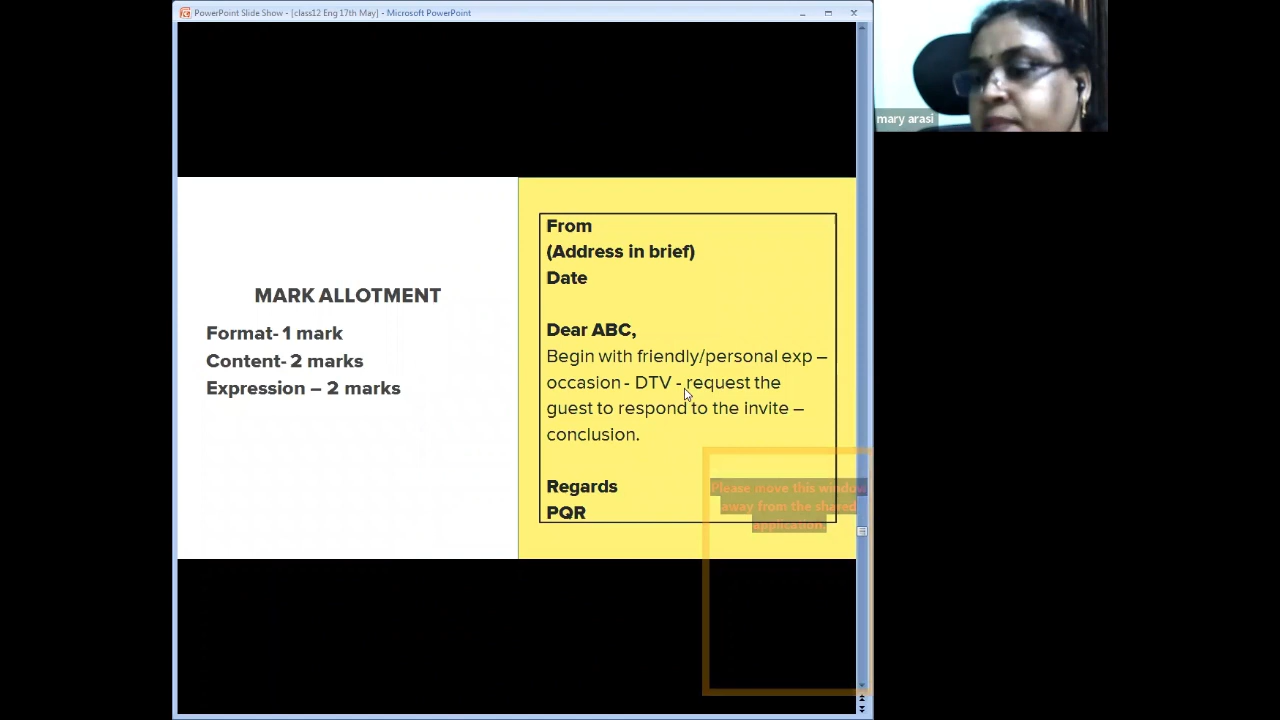 PowerPoint Slide Show - [class12 Eng 17th May] - Microsoft PowerPoint
mary arasi
MARK ALLOTMENT
Format- 1 mark
Content- 2 marks
Expression – 2 marks
From
(Address in brief)
Date
Dear ABC,
Begin with friendly/personal exp –
occasion - DTV - request the
guest to respond to the invite –
conclusion.
Regards
PQR
Please move this window
away from the shared
application.